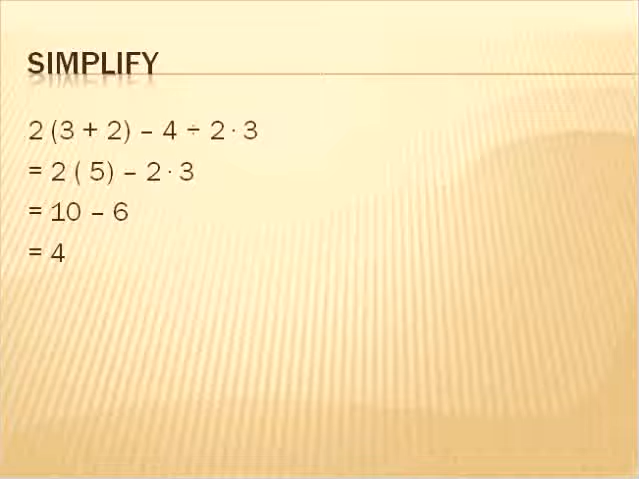 SIMPLIFY
2 (3 + 2) – 4 ÷ 2 · 3
= 2 ( 5) – 2 · 3
= 10 – 6
= 4